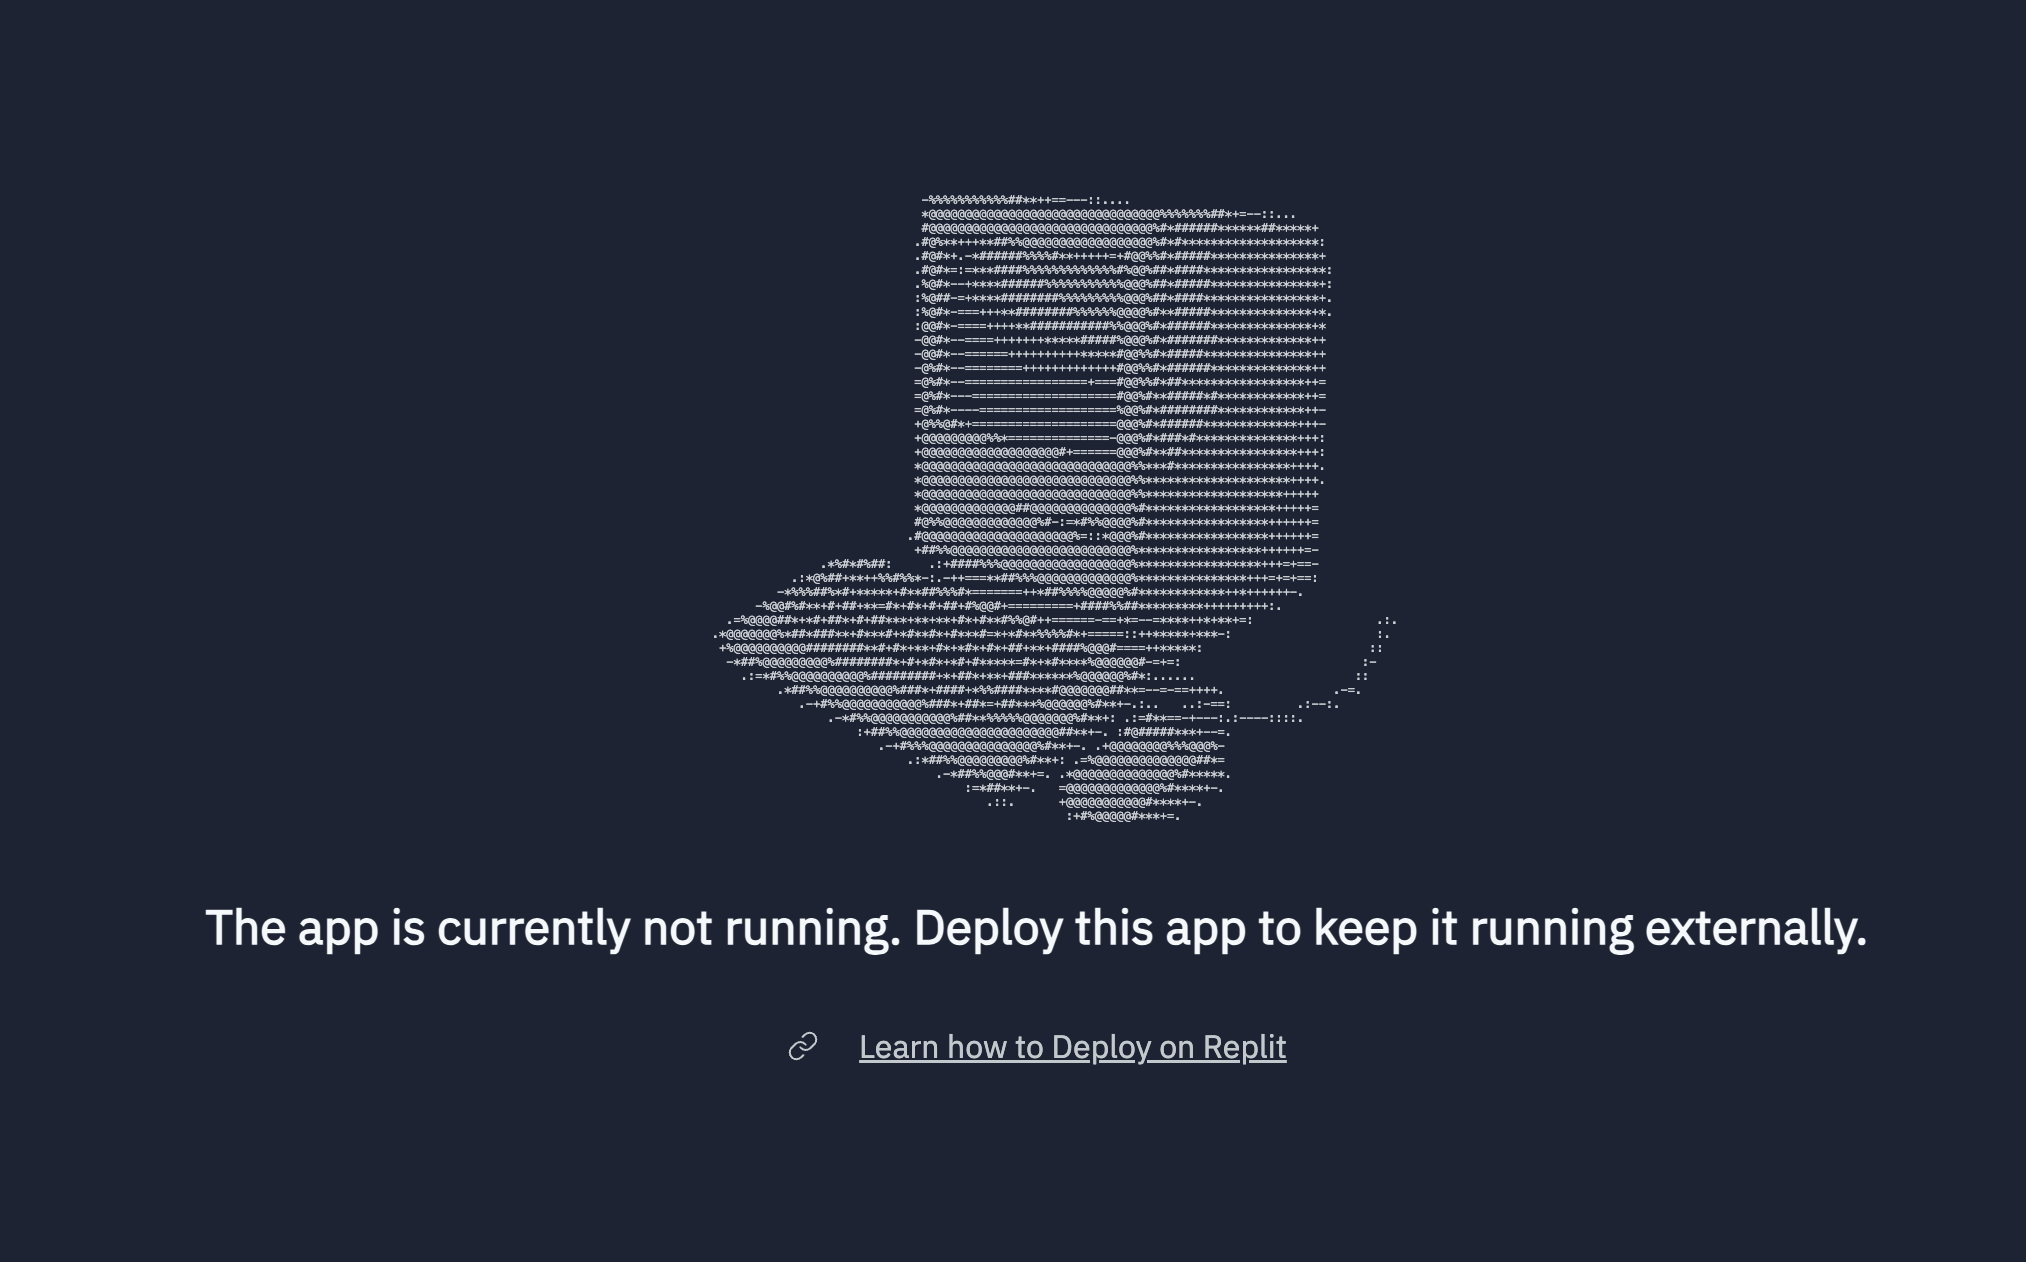 The app is currently not running. Deploy this app to keep it running externally.
Learn how to Deploy on Replit